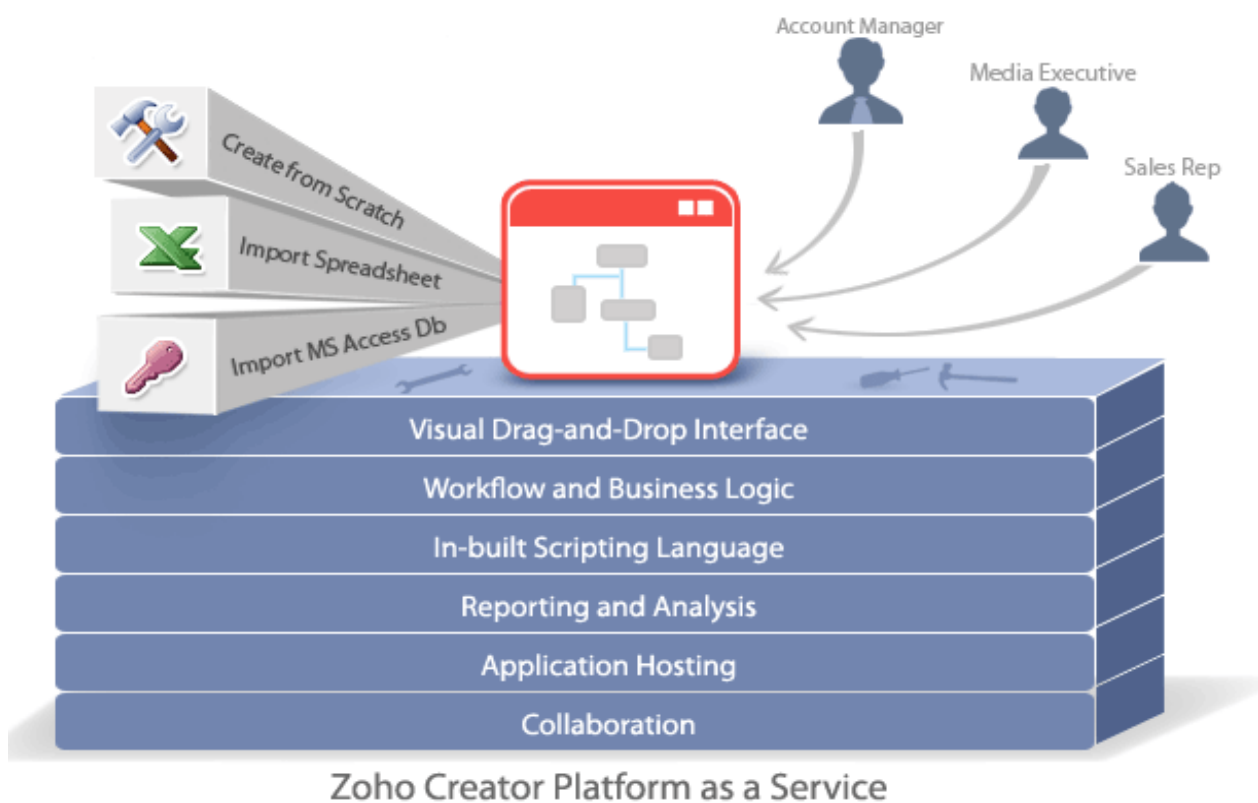 Account Manager
Media Executive
Sales Rep
Create from Scratch
Import Spreadsheet
Import MS Access Db
Visual Drag-and-Drop Interface
Workflow and Business Logic
In-built Scripting Language
Reporting and Analysis
Application Hosting
Collaboration
Zoho Creator Platform as a Service